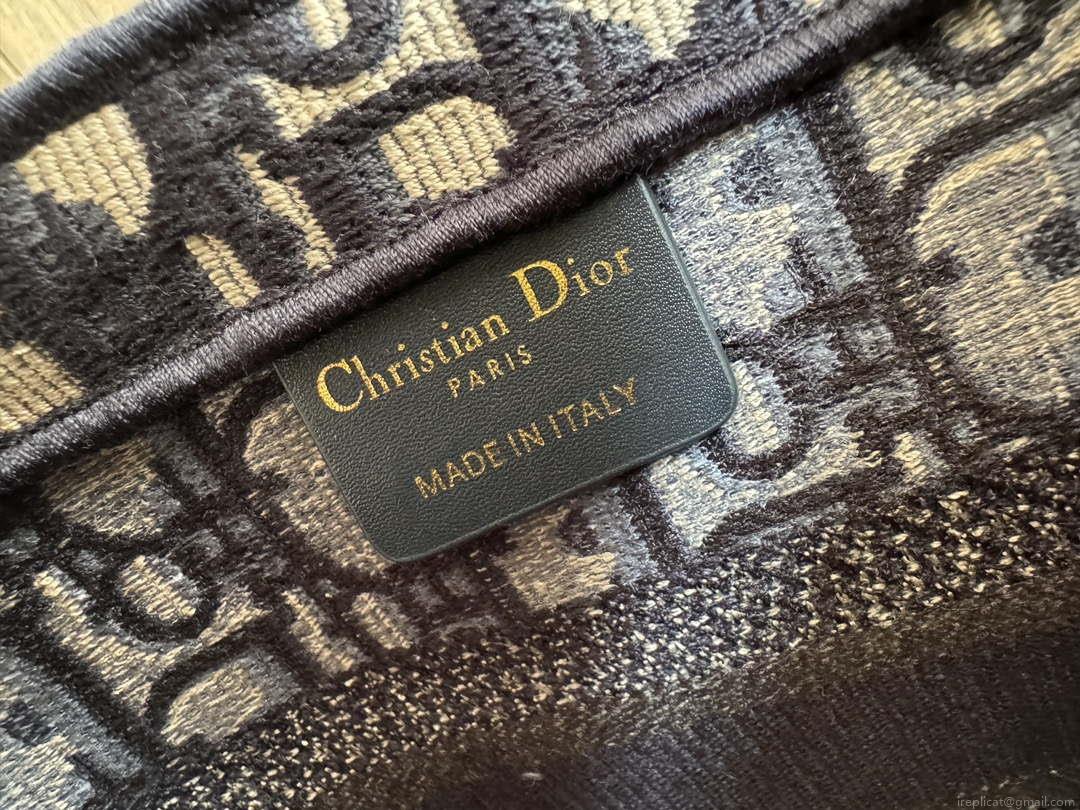 Christian Dior
PARIS
MADE IN ITALY
ireplicat@gmail.com